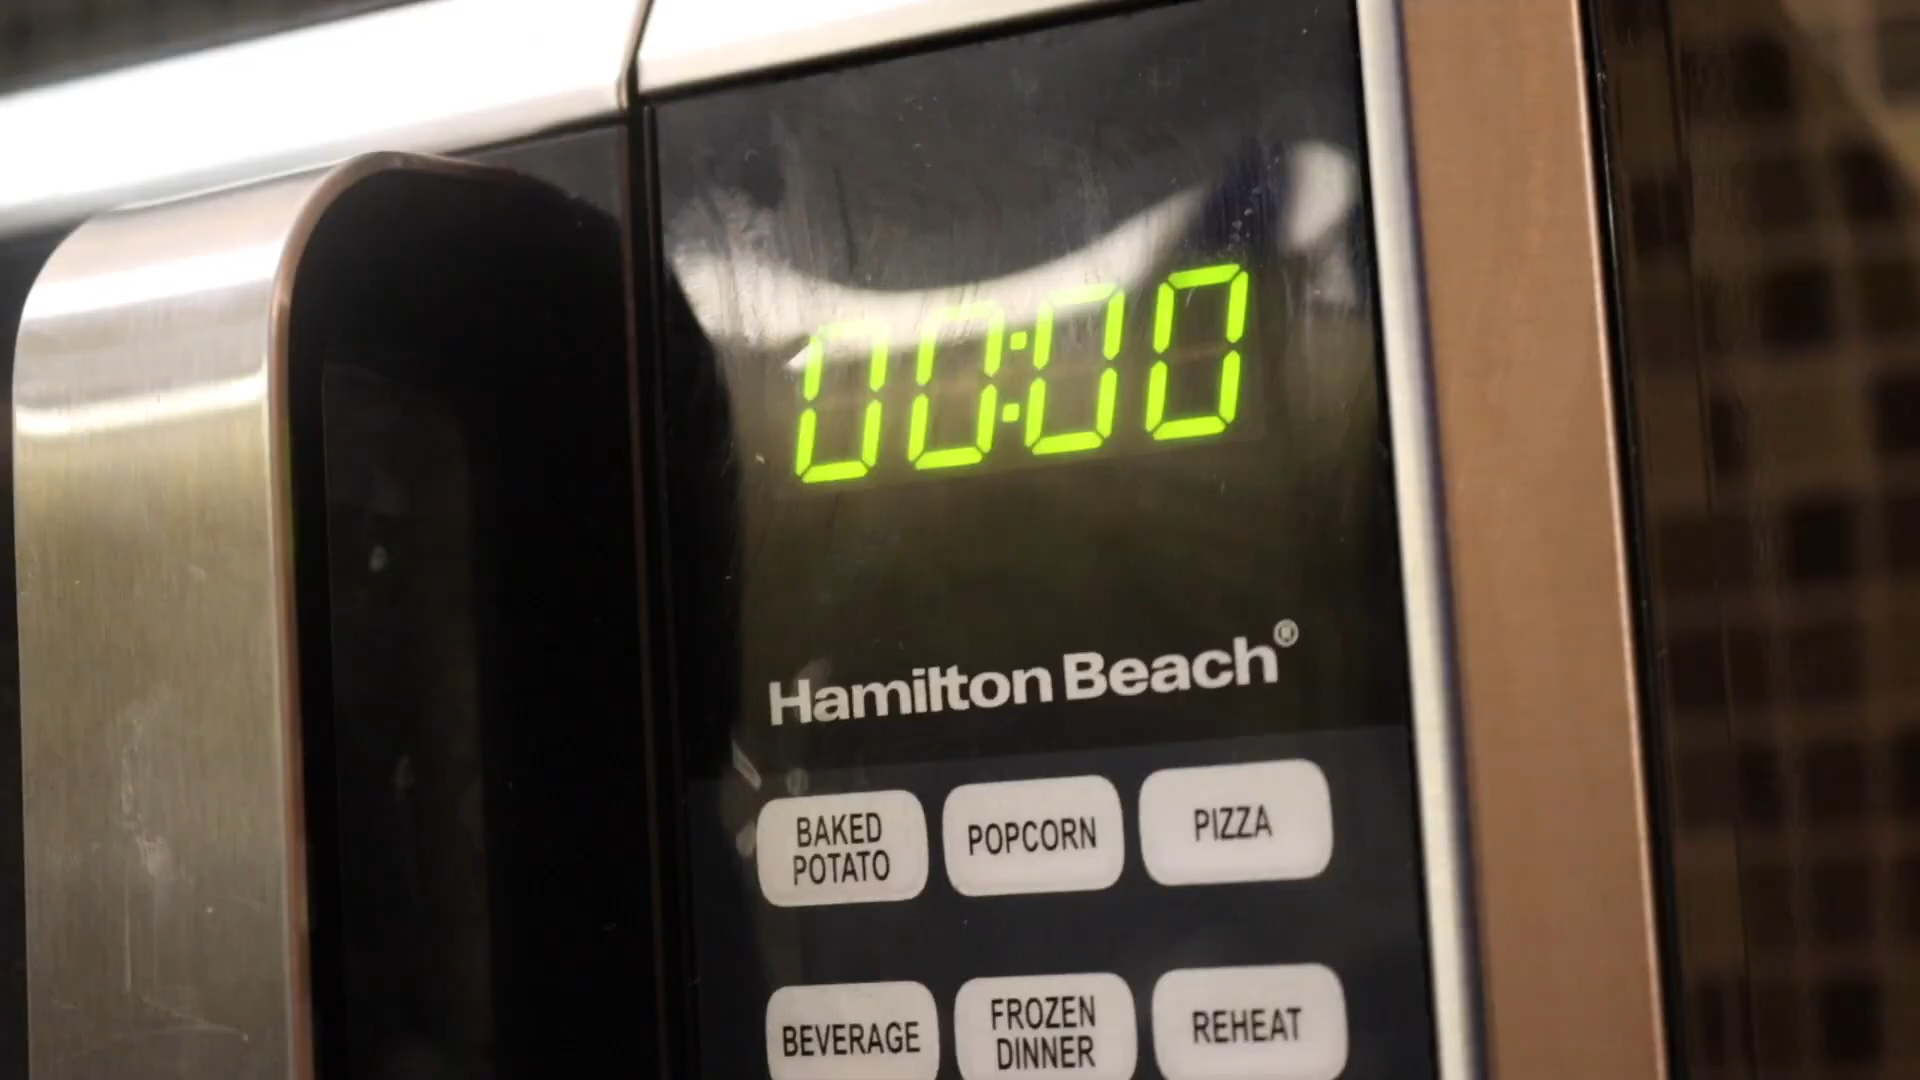 00:00
Hamilton Beach®
BAKED
POTATO
POPCORN
PIZZA
BEVERAGE
FROZEN
DINNER
REHEAT